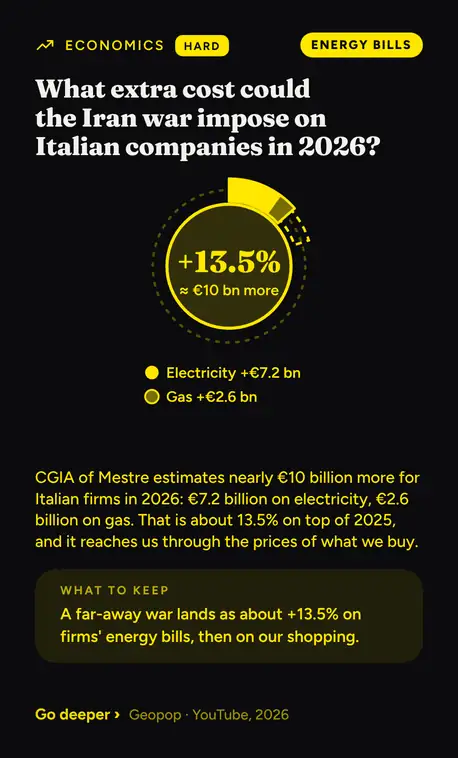 ECONOMICS HARD ENERGY BILLS
What extra cost could
the Iran war impose on
Italian companies in 2026?
+13.5%
≈ €10 bn more
Electricity +€7.2 bn
Gas +€2.6 bn
CGIA of Mestre estimates nearly €10 billion more for
Italian firms in 2026: €7.2 billion on electricity, €2.6
billion on gas. That is about 13.5% on top of 2025,
and it reaches us through the prices of what we buy.
WHAT TO KEEP
A far-away war lands as about +13.5% on
firms' energy bills, then on our shopping.
Go deeper › Geopop · YouTube, 2026